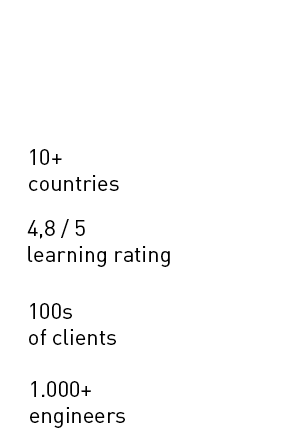 10+
countries
4,8 / 5
learning rating
100s
of clients
1.000+
engineers